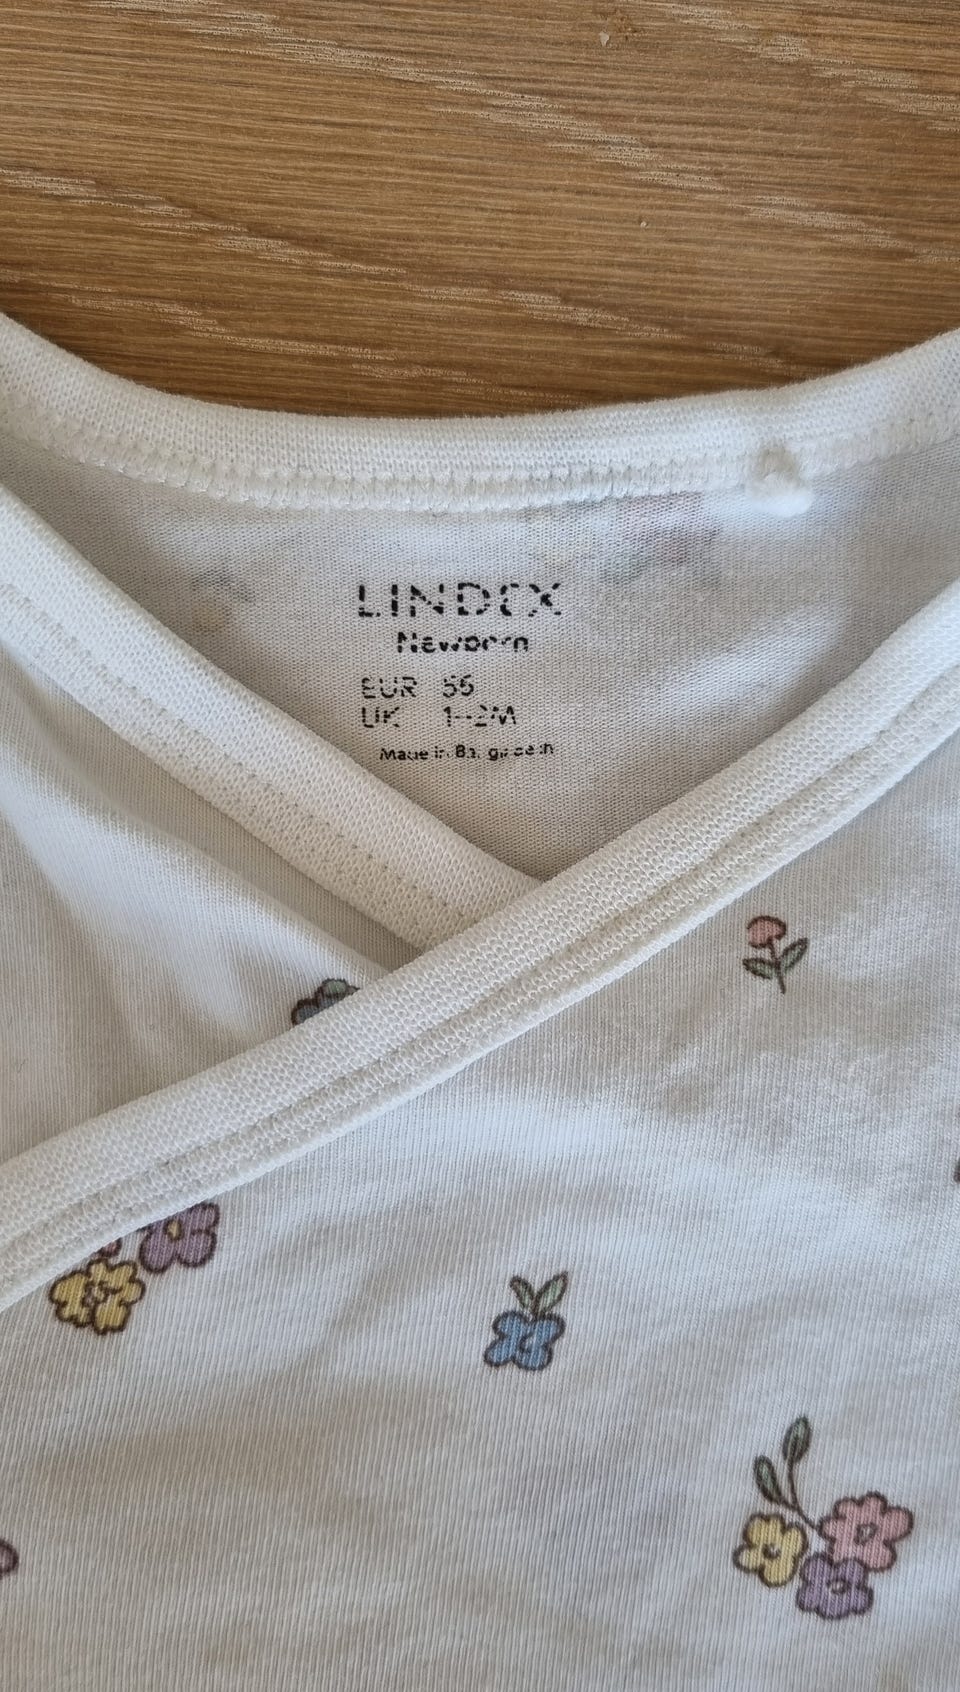 LINDEX
Newborn
EUR 56
UK 1-2M
Made in Bangladesh